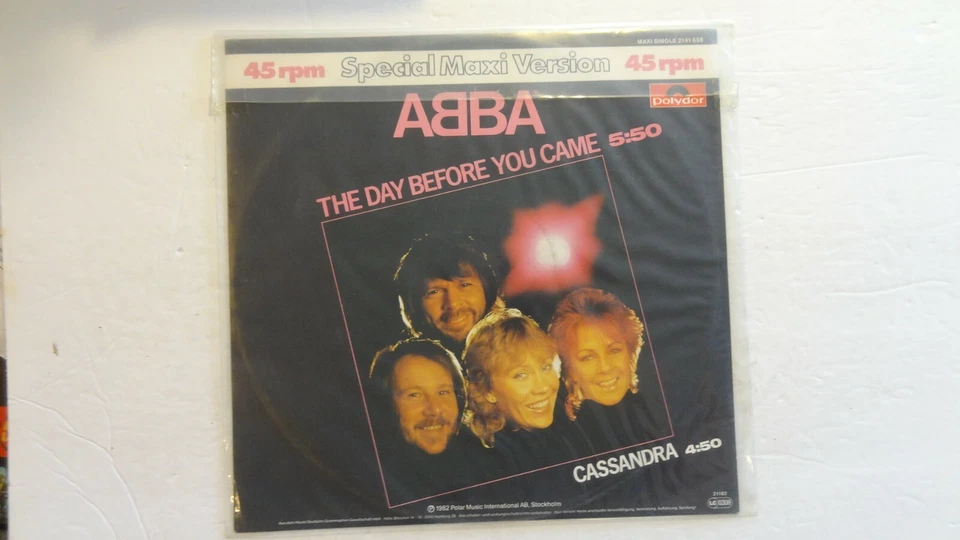 MAXI SINGLE 2141 559
45 rpm Special Maxi Version 45 rpm
polydor
ABBA
THE DAY BEFORE YOU CAME 5:50
CASSANDRA 4:50
℗ 1982 Polar Music International AB, Stockholm